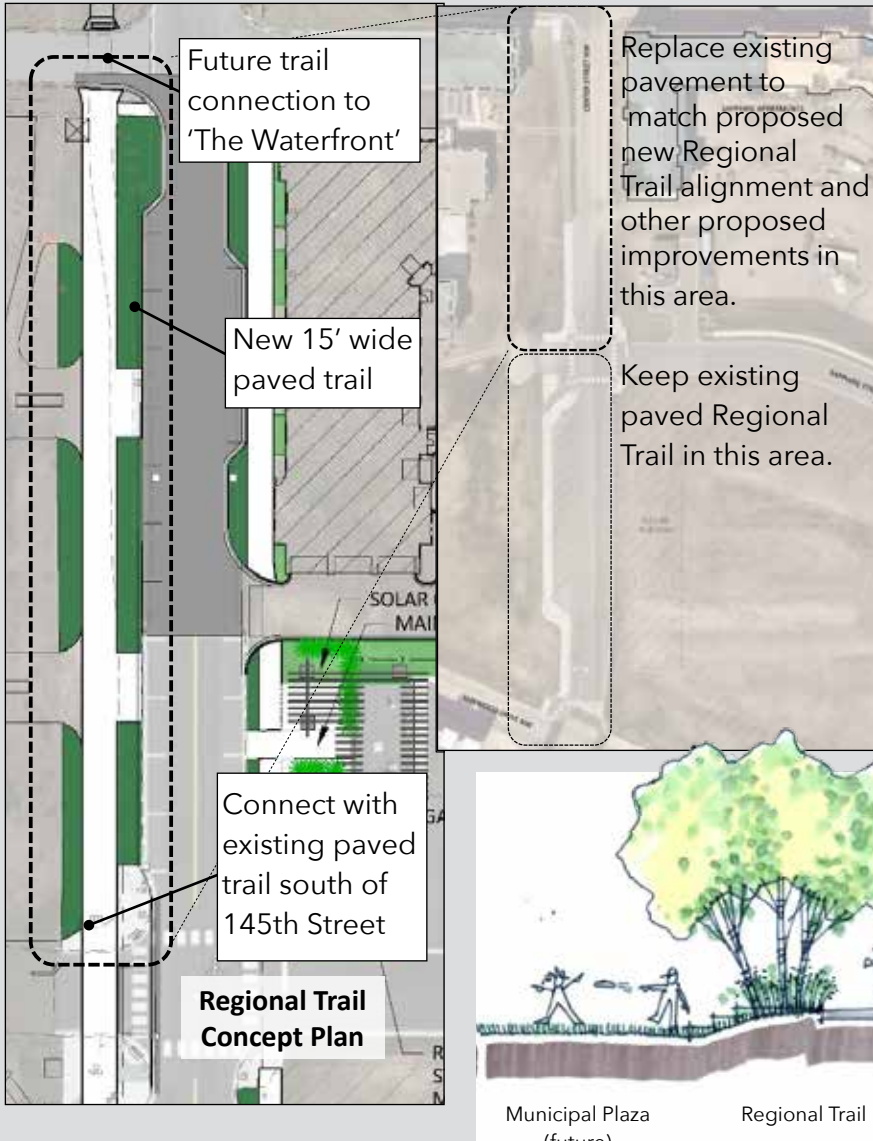 Future trail
connection to
'The Waterfront'
New 15' wide
paved trail
SOLAR
MAI
Connect with
existing paved
trail south of
145th Street
Regional Trail
Concept Plan
Replace existing
pavement to
match proposed
new Regional
Trail alignment and
other proposed
improvements in
this area.
Keep existing
paved Regional
Trail in this area.
Municipal Plaza
(future)
Regional Trail